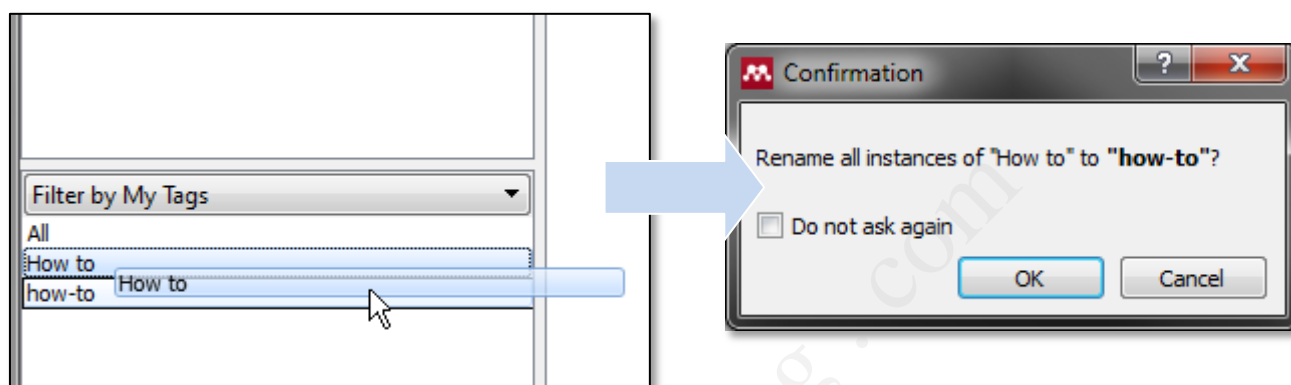 Filter by My Tags
All
How to
How to
how-to
Confirmation
?
Rename all instances of "How to" to "how-to"?
Do not ask again
OK
Cancel
g.com